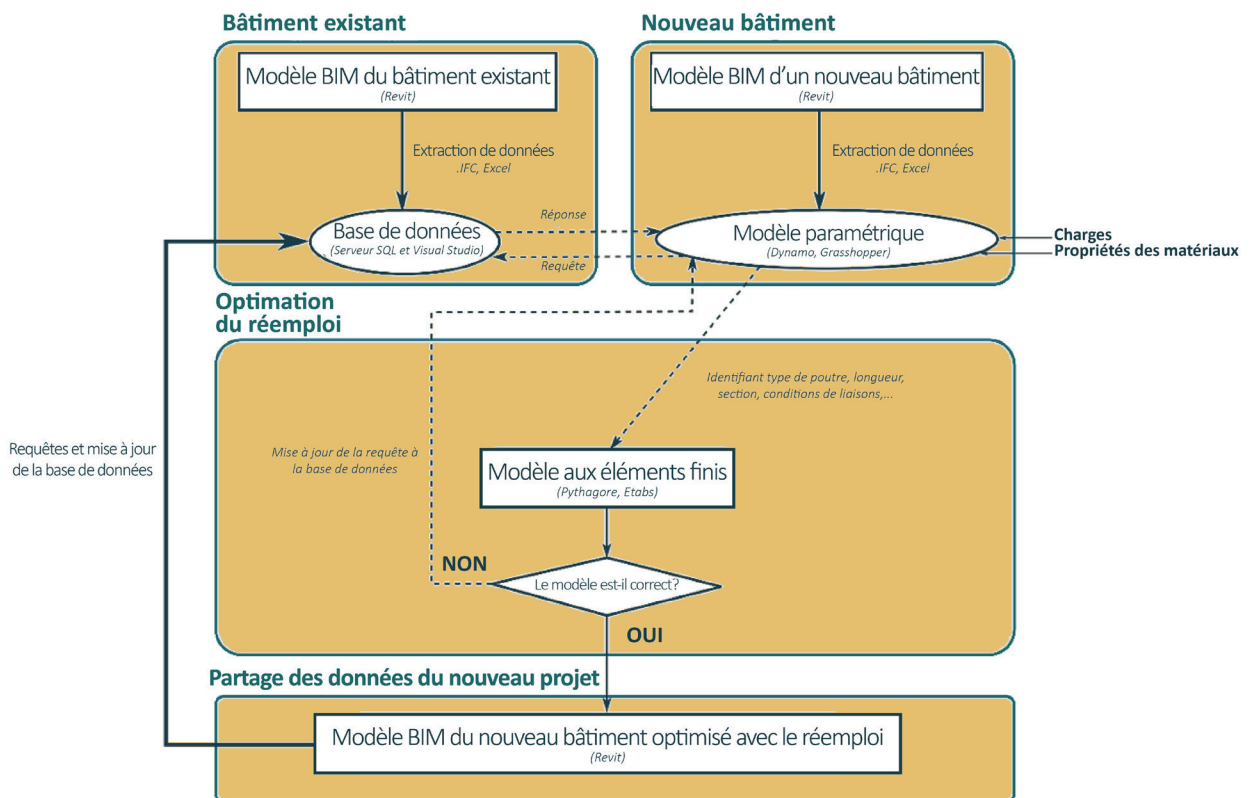 Bâtiment existant
Modèle BIM du bâtiment existant
(Revit)
Extraction de données
.IFC, Excel
Base de données
(Serveur SQL et Visual Studio)
Réponse
Requête
Nouveau bâtiment
Modèle BIM d'un nouveau bâtiment
(Revit)
Extraction de données
.IFC, Excel
Modèle paramétrique
(Dynamo, Grasshopper)
Charges
Propriétés des matériaux
Optimation
du réemploi
Identifiant type de poutre, longueur,
section, conditions de liaisons,...
Requêtes et mise à jour
de la base de données
Mise à jour de la requête à
la base de données
Modèle aux éléments finis
(Pythagore, Etabs)
NON
Le modèle est-il correct?
OUI
Partage des données du nouveau projet
Modèle BIM du nouveau bâtiment optimisé avec le réemploi
(Revit)